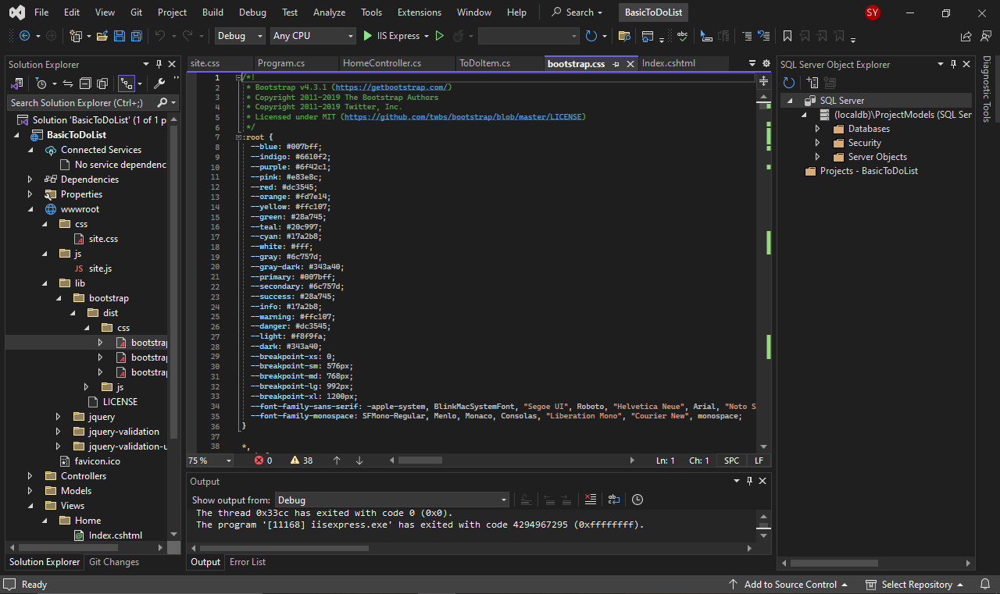 File Edit View Git Project Build Debug Test Analyze Tools Extensions Window Help Search BasicToDoList SY
Debug Any CPU IIS Express
Solution Explorer
Search Solution Explorer (Ctrl+;)
Solution 'BasicToDoList' (1 of 1 p
BasicToDoList
Connected Services
No service dependenc
Dependencies
Properties
wwwroot
css
site.css
js
JS site.js
lib
bootstrap
dist
css
bootstrap
bootstrap
bootstrap
js
LICENSE
jquery
jquery-validation
jquery-validation-u
favicon.ico
Controllers
Models
Views
Home
Index.cshtml
Solution Explorer Git Changes
site.css Program.cs HomeController.cs ToDoItem.cs bootstrap.css Index.cshtml
1 /*!
2 * Bootstrap v4.3.1 (https://getbootstrap.com/)
3 * Copyright 2011-2019 The Bootstrap Authors
4 * Copyright 2011-2019 Twitter, Inc.
5 * Licensed under MIT (https://github.com/twbs/bootstrap/blob/master/LICENSE)
6 */
7 :root {
8 --blue: #007bff;
9 --indigo: #6610f2;
10 --purple: #6f42c1;
11 --pink: #e83e8c;
12 --red: #dc3545;
13 --orange: #fd7e14;
14 --yellow: #ffc107;
15 --green: #28a745;
16 --teal: #20c997;
17 --cyan: #17a2b8;
18 --white: #fff;
19 --gray: #6c757d;
20 --gray-dark: #343a40;
21 --primary: #007bff;
22 --secondary: #6c757d;
23 --success: #28a745;
24 --info: #17a2b8;
25 --warning: #ffc107;
26 --danger: #dc3545;
27 --light: #f8f9fa;
28 --dark: #343a40;
29 --breakpoint-xs: 0;
30 --breakpoint-sm: 576px;
31 --breakpoint-md: 768px;
32 --breakpoint-lg: 992px;
33 --breakpoint-xl: 1200px;
34 --font-family-sans-serif: -apple-system, BlinkMacSystemFont, "Segoe UI", Roboto, "Helvetica Neue", Arial, "Noto S
35 --font-family-monospace: SFMono-Regular, Menlo, Monaco, Consolas, "Liberation Mono", "Courier New", monospace;
36 }
37
38 *,
75 % 0 38 Ln: 1 Ch: 1 SPC LF
Output
Show output from: Debug
The thread 0x33cc has exited with code 0 (0x0).
The program '[11168] iisexpress.exe' has exited with code 4294967295 (0xffffffff).
Output Error List
SQL Server Object Explorer
SQL Server
(localdb)\ProjectModels (SQL Ser
Databases
Security
Server Objects
Projects - BasicToDoList
Diagnostic Tools
Ready Add to Source Control Select Repository